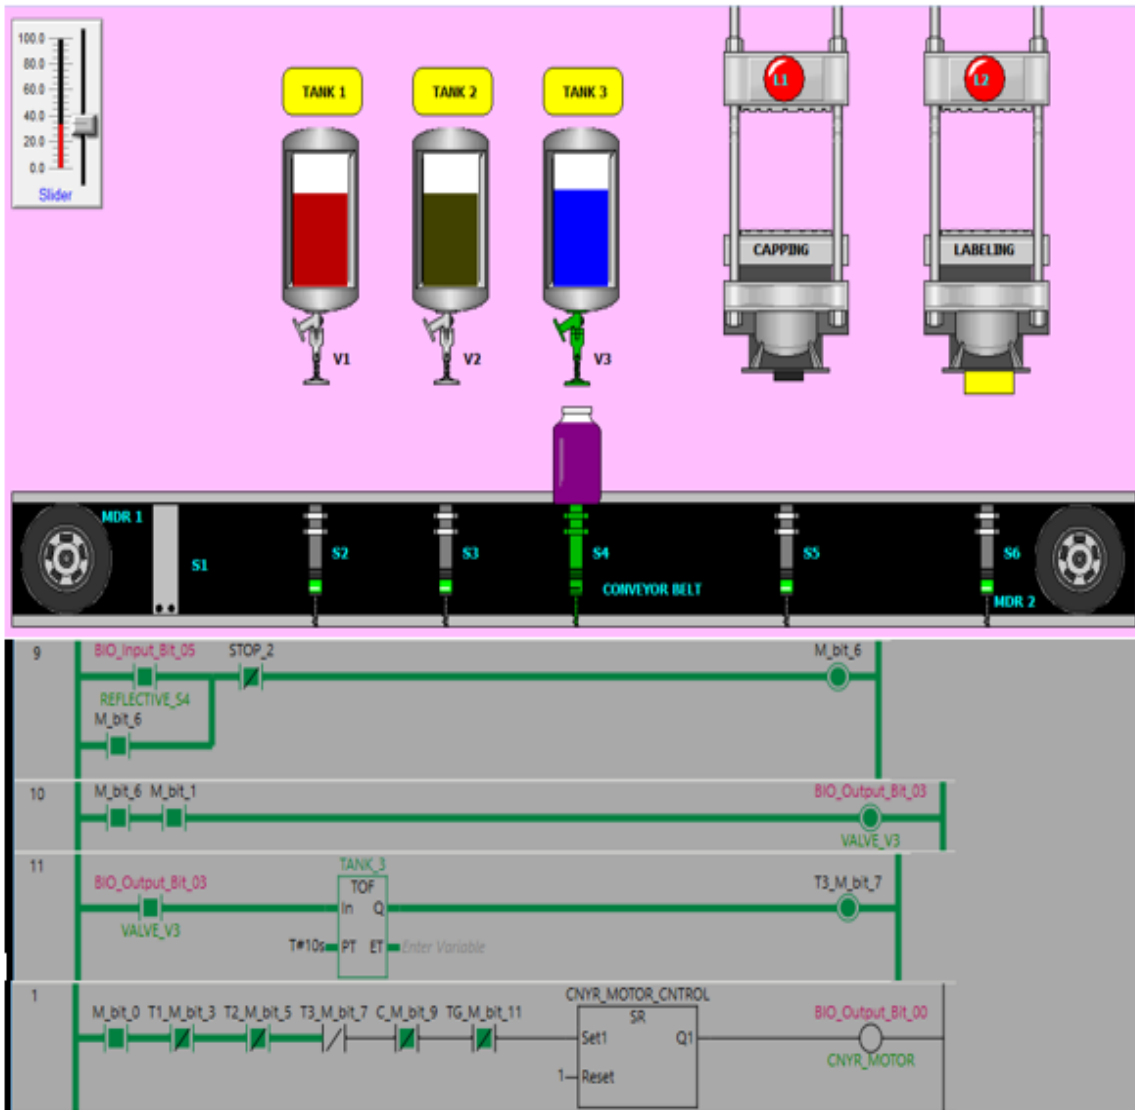 100.0
80.0
60.0
40.0
20.0
0.0
Slider
TANK 1
TANK 2
TANK 3
L1
L2
CAPPING
LABELING
V1
V2
V3
MDR 1
S1
S2
S3
S4
S5
S6
CONVEYOR BELT
MDR 2
9
BIO_Input_Bit_05
STOP_2
M_bit_6
REFLECTIVE_S4
M_bit_6
10
M_bit_6 M_bit_1
BIO_Output_Bit_03
VALVE_V3
11
TANK_3
BIO_Output_Bit_03
TOF
T3_M_bit_7
In Q
VALVE_V3
T#10s PT ET Enter Variable
1
CNYR_MOTOR_CNTROL
M_bit_0 T1_M_bit_3 T2_M_bit_5 T3_M_bit_7 C_M_bit_9 TG_M_bit_11
SR
BIO_Output_Bit_00
Set1 Q1
CNYR_MOTOR
1 Reset